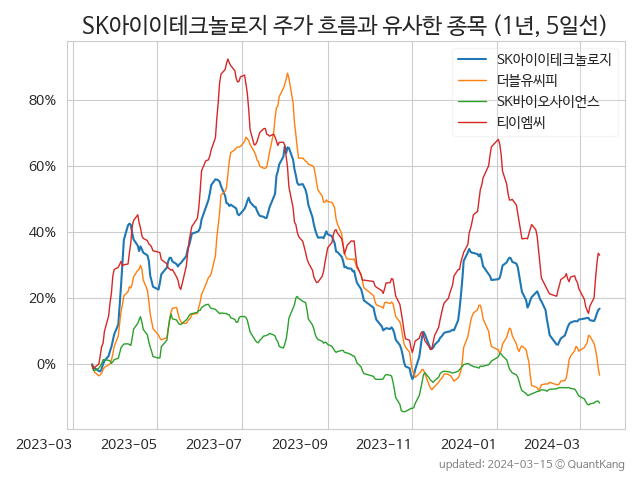 SK아이이테크놀로지 주가 흐름과 유사한 종목 (1년, 5일선)
SK아이이테크놀로지
더블유씨피
SK바이오사이언스
티이엠씨
80%
60%
40%
20%
0%
2023-03
2023-05
2023-07
2023-09
2023-11
2024-01
2024-03
updated: 2024-03-15 © QuantKang